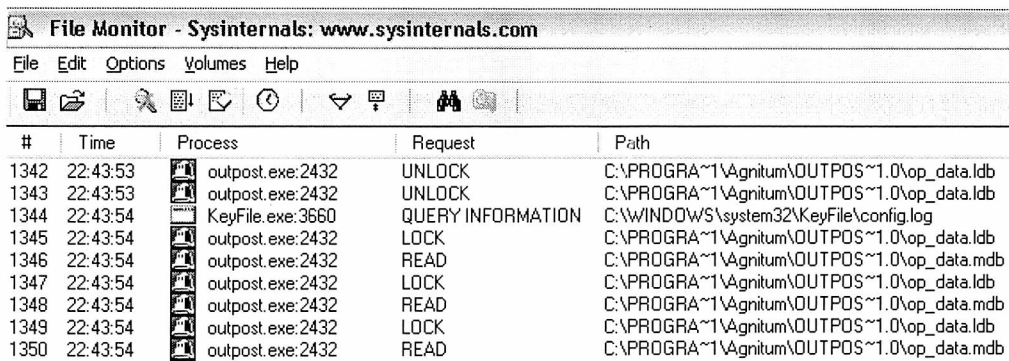 File Monitor - Sysinternals: www.sysinternals.com
File Edit Options Volumes Help
# Time Process Request Path
1342 22:43:53 outpost.exe:2432 UNLOCK C:\PROGRA~1\Agnitum\OUTPOS~1.0\op_data.ldb
1343 22:43:53 outpost.exe:2432 UNLOCK C:\PROGRA~1\Agnitum\OUTPOS~1.0\op_data.ldb
1344 22:43:54 KeyFile.exe:3660 QUERY INFORMATION C:\WINDOWS\system32\KeyFile\config.log
1345 22:43:54 outpost.exe:2432 LOCK C:\PROGRA~1\Agnitum\OUTPOS~1.0\op_data.ldb
1346 22:43:54 outpost.exe:2432 READ C:\PROGRA~1\Agnitum\OUTPOS~1.0\op_data.mdb
1347 22:43:54 outpost.exe:2432 LOCK C:\PROGRA~1\Agnitum\OUTPOS~1.0\op_data.ldb
1348 22:43:54 outpost.exe:2432 READ C:\PROGRA~1\Agnitum\OUTPOS~1.0\op_data.mdb
1349 22:43:54 outpost.exe:2432 LOCK C:\PROGRA~1\Agnitum\OUTPOS~1.0\op_data.ldb
1350 22:43:54 outpost.exe:2432 READ C:\PROGRA~1\Agnitum\OUTPOS~1.0\op_data.mdb